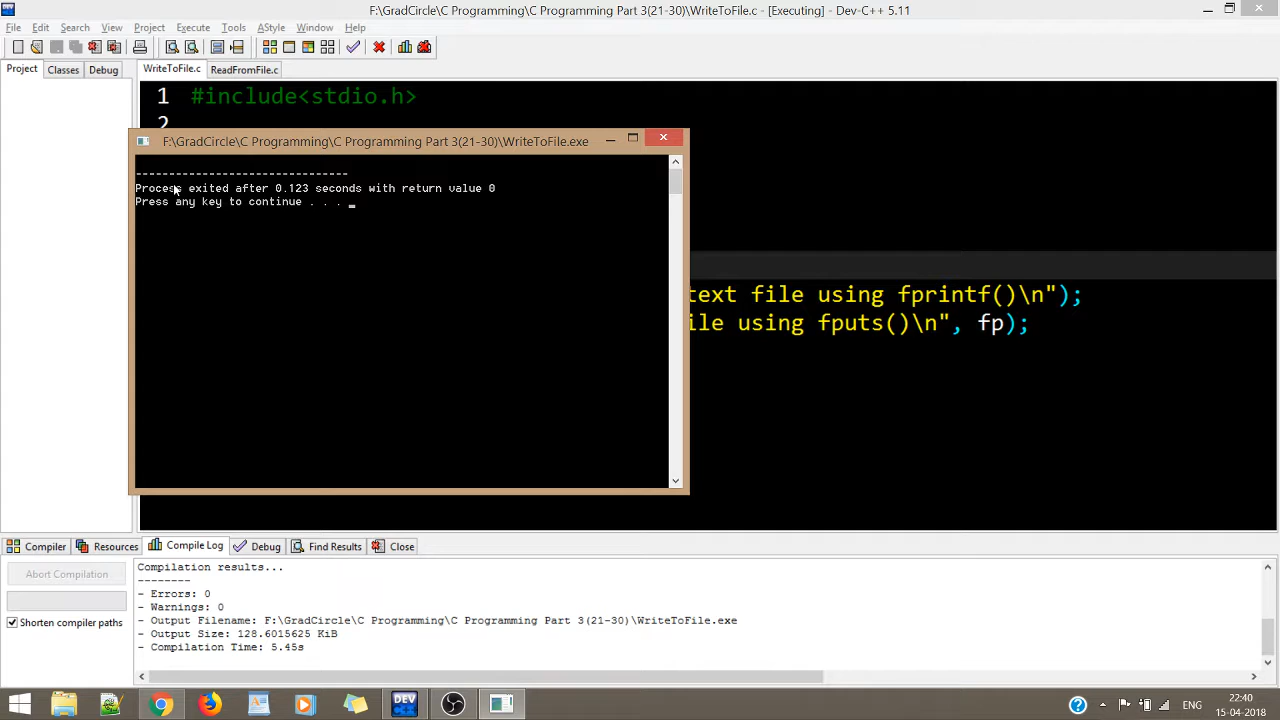 F:\GradCircle\C Programming\C Programming Part 3(21-30)\WriteToFile.c - [Executing] - Dev-C++ 5.11
File Edit Search View Project Execute Tools AStyle Window Help
Project Classes Debug WriteToFile.c ReadFromFile.c
1 #include<stdio.h>
2
F:\GradCircle\C Programming\C Programming Part 3(21-30)\WriteToFile.exe
--------------------------------
Process exited after 0.123 seconds with return value 0
Press any key to continue . . . _
text file using fprintf()\n");
ile using fputs()\n", fp);
Compiler Resources Compile Log Debug Find Results Close
Abort Compilation
Shorten compiler paths
Compilation results...
--------
- Errors: 0
- Warnings: 0
- Output Filename: F:\GradCircle\C Programming\C Programming Part 3(21-30)\WriteToFile.exe
- Output Size: 128.6015625 KiB
- Compilation Time: 5.45s
DEV
ENG
22:40
15-04-2018